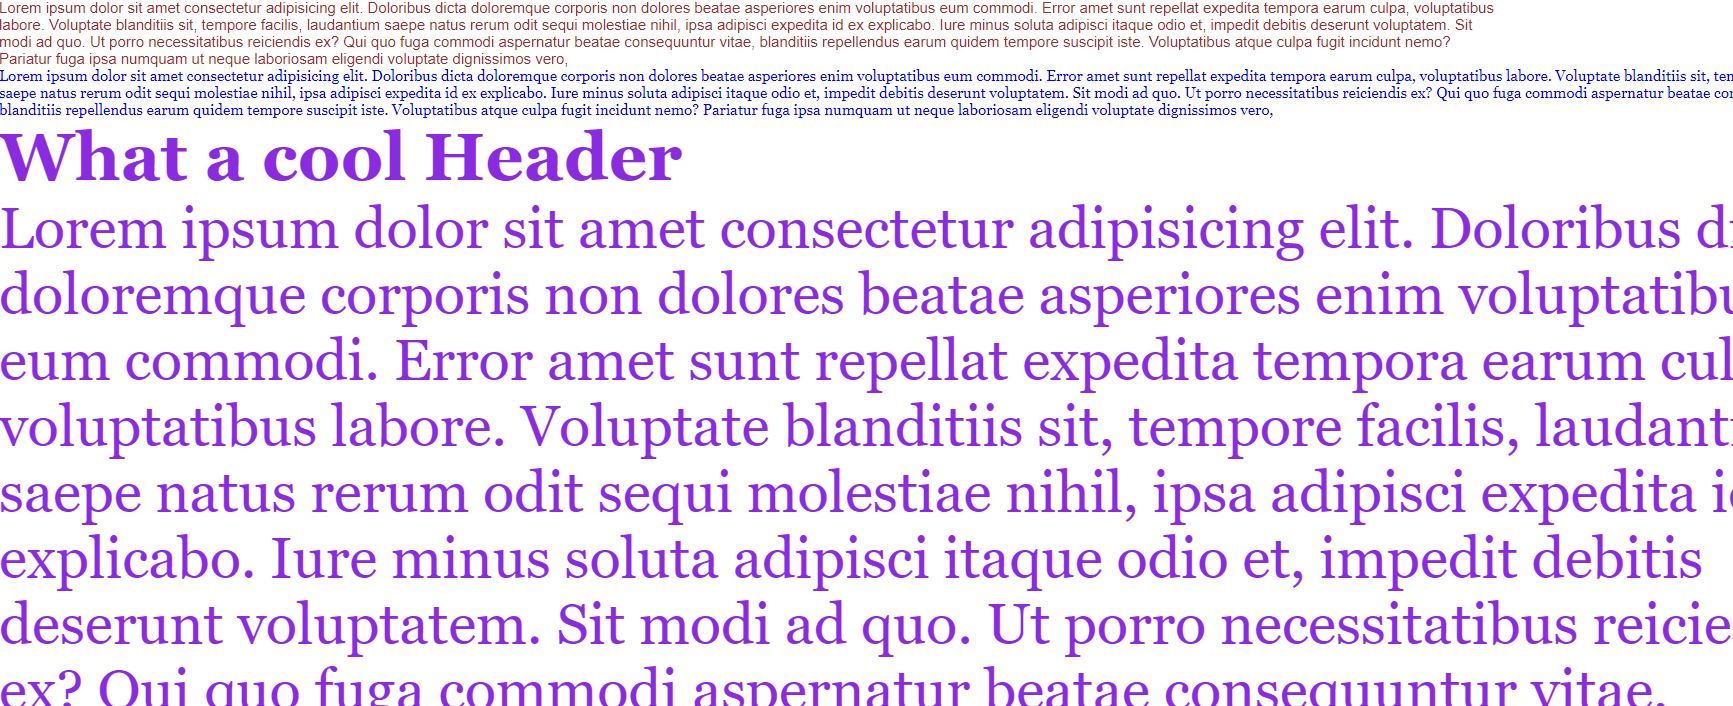 Lorem ipsum dolor sit amet consectetur adipisicing elit. Doloribus dicta doloremque corporis non dolores beatae asperiores enim voluptatibus eum commodi. Error amet sunt repellat expedita tempora earum culpa, voluptatibus
labore. Voluptate blanditiis sit, tempore facilis, laudantium saepe natus rerum odit sequi molestiae nihil, ipsa adipisci expedita id ex explicabo. Iure minus soluta adipisci itaque odio et, impedit debitis deserunt voluptatem. Sit
modi ad quo. Ut porro necessitatibus reiciendis ex? Qui quo fuga commodi aspernatur beatae consequuntur vitae, blanditiis repellendus earum quidem tempore suscipit iste. Voluptatibus atque culpa fugit incidunt nemo?
Pariatur fuga ipsa numquam ut neque laboriosam eligendi voluptate dignissimos vero,
Lorem ipsum dolor sit amet consectetur adipisicing elit. Doloribus dicta doloremque corporis non dolores beatae asperiores enim voluptatibus eum commodi. Error amet sunt repellat expedita tempora earum culpa, voluptatibus labore. Voluptate blanditiis sit,
saepe natus rerum odit sequi molestiae nihil, ipsa adipisci expedita id ex explicabo. Iure minus soluta adipisci itaque odio et, impedit debitis deserunt voluptatem. Sit modi ad quo. Ut porro necessitatibus reiciendis ex? Qui quo fuga commodi aspernatur beatae
blanditiis repellendus earum quidem tempore suscipit iste. Voluptatibus atque culpa fugit incidunt nemo? Pariatur fuga ipsa numquam ut neque laboriosam eligendi voluptate dignissimos vero,
What a cool Header
Lorem ipsum dolor sit amet consectetur adipisicing elit. Doloribus
doloremque corporis non dolores beatae asperiores enim
eum commodi. Error amet sunt repellat expedita tempora earum
voluptatibus labore. Voluptate blanditiis sit, tempore facilis,
saepe natus rerum odit sequi molestiae nihil, ipsa adipisci expedita
explicabo. Iure minus soluta adipisci itaque odio et, impedit debitis
deserunt voluptatem. Sit modi ad quo. Ut porro necessitatibus
ex? Qui quo fuga commodi aspernatur beatae consequuntur vitae,